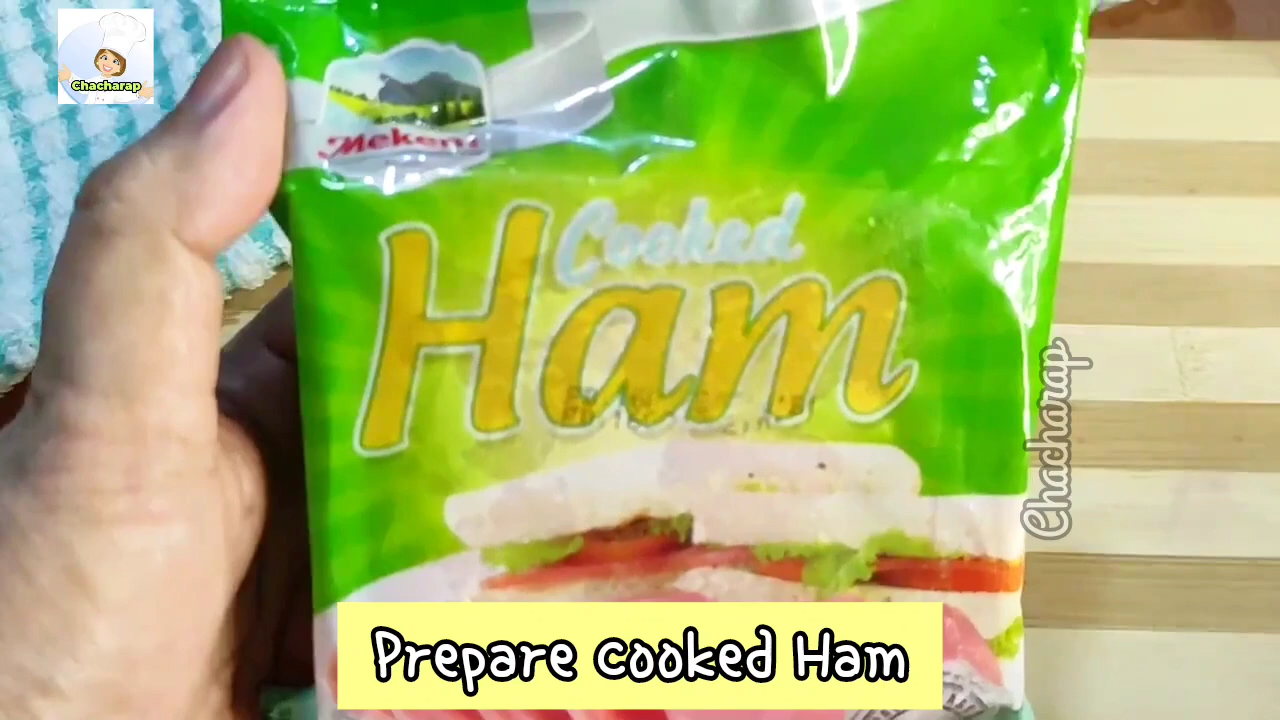 Chacharap
Mekeni
Cooked
Ham
Chacharap
Prepare Cooked Ham